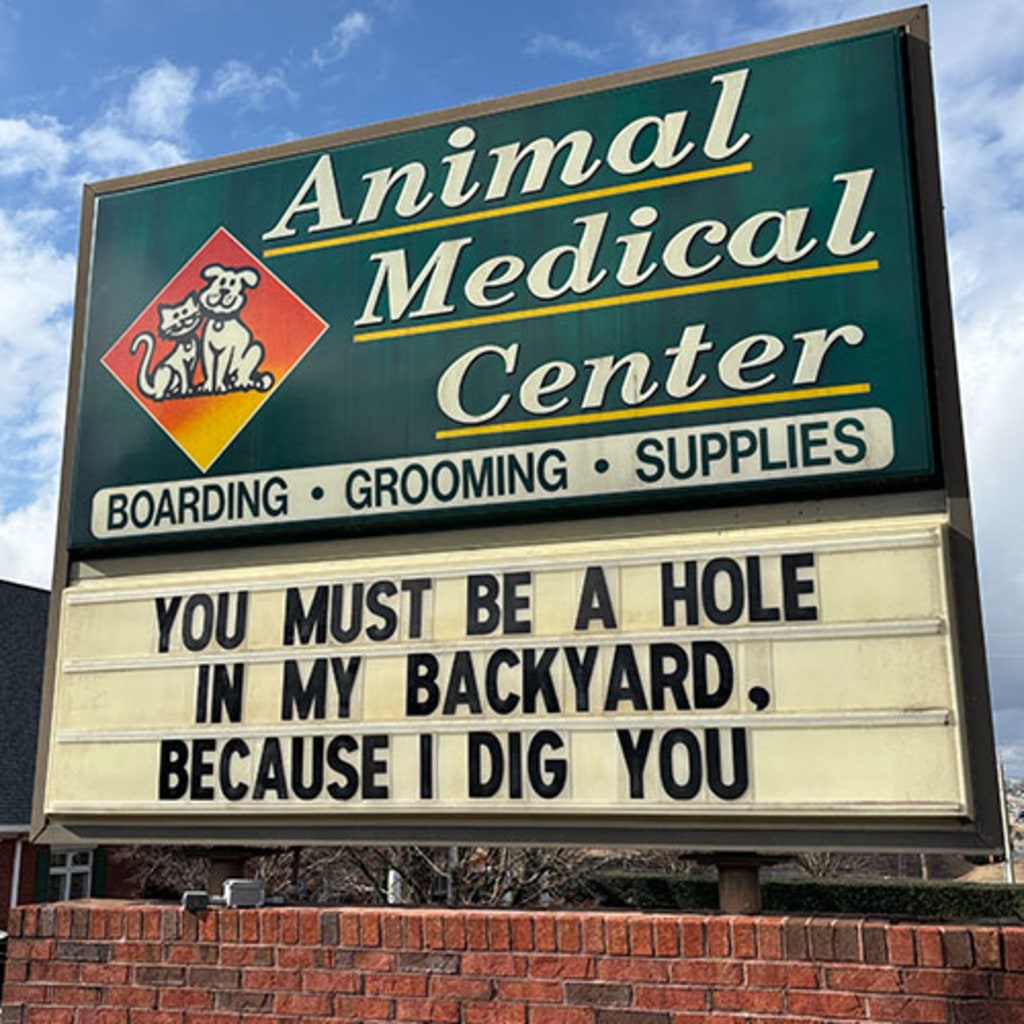 Animal
Medical
Center
BOARDING • GROOMING • SUPPLIES
YOU MUST BE A HOLE
IN MY BACKYARD,
BECAUSE I DIG YOU